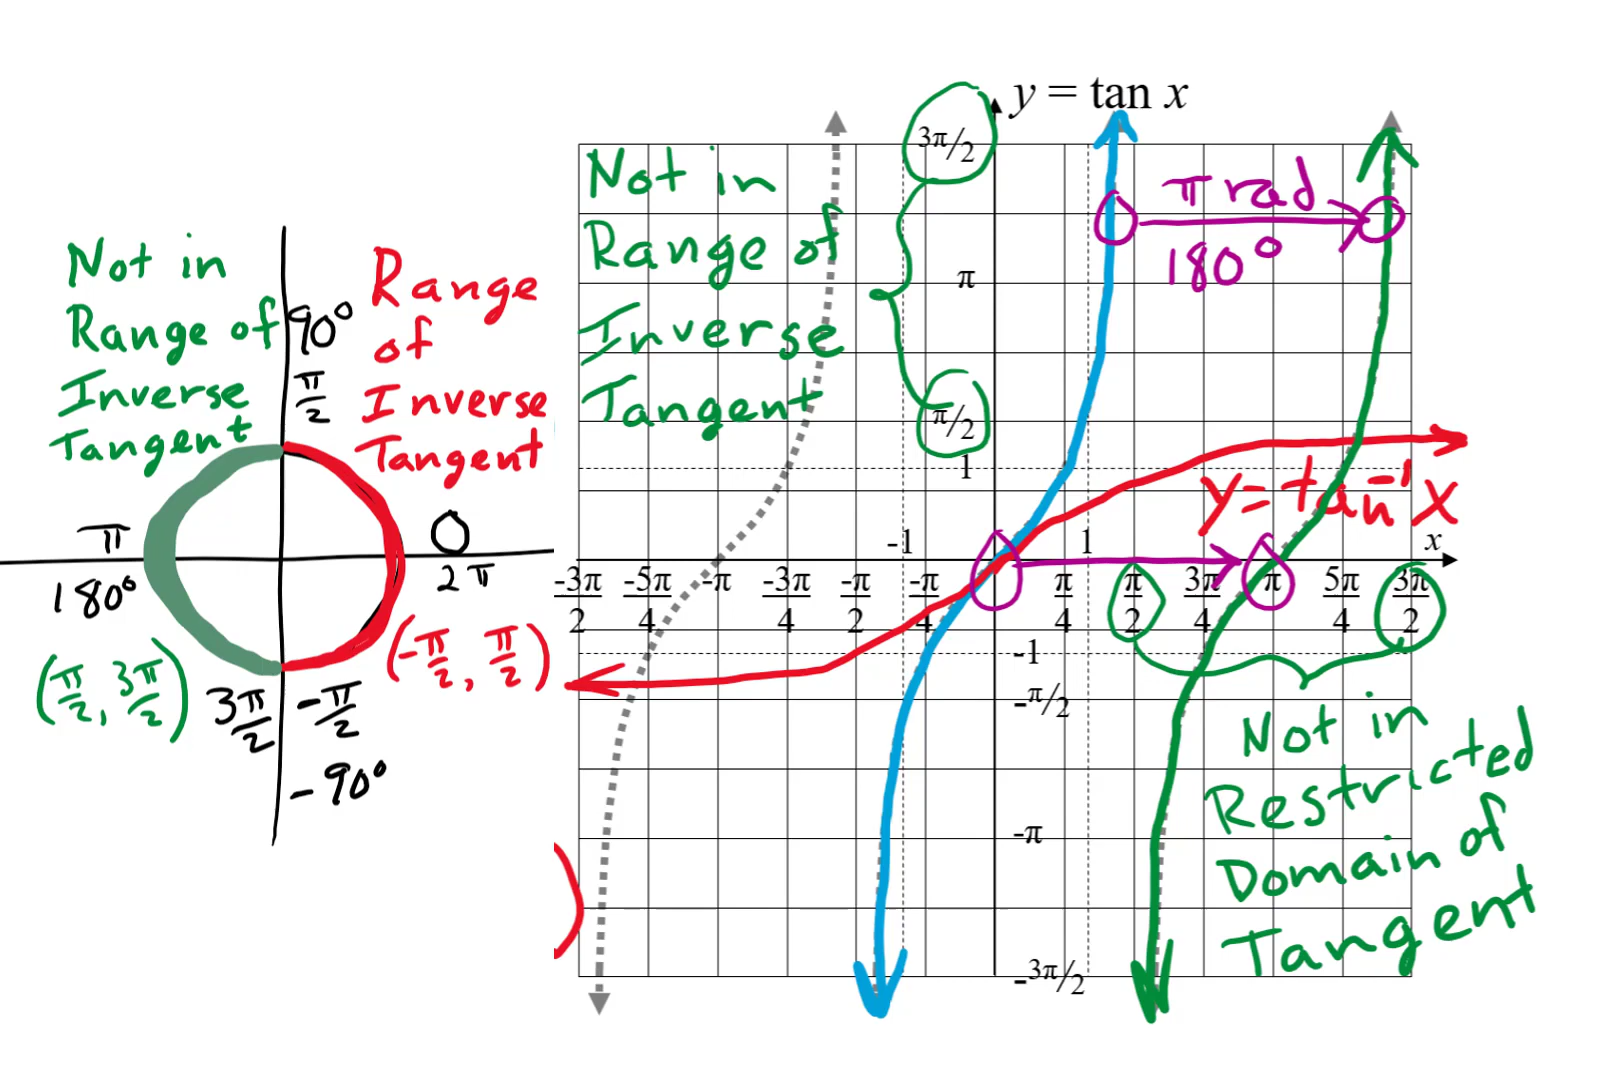 Not in
Range of
Inverse
Tangent
90°
π/2
Range
of
Inverse
Tangent
π
180°
0
2π
(π/2, 3π/2)
3π/2
-π/2
-90°
(-π/2, π/2)
y = tan x
3π/2
Not in
Range of
Inverse
Tangent
π rad
180°
π
π/2
1
y = tan⁻¹ x
-1
1
x
-3π/2 -5π/4 -π -3π/4 -π/2 -π/4 π/4 π/2 3π/4 π 5π/4 3π/2
-1
-π/2
-π
-3π/2
Not in
Restricted
Domain of
Tangent